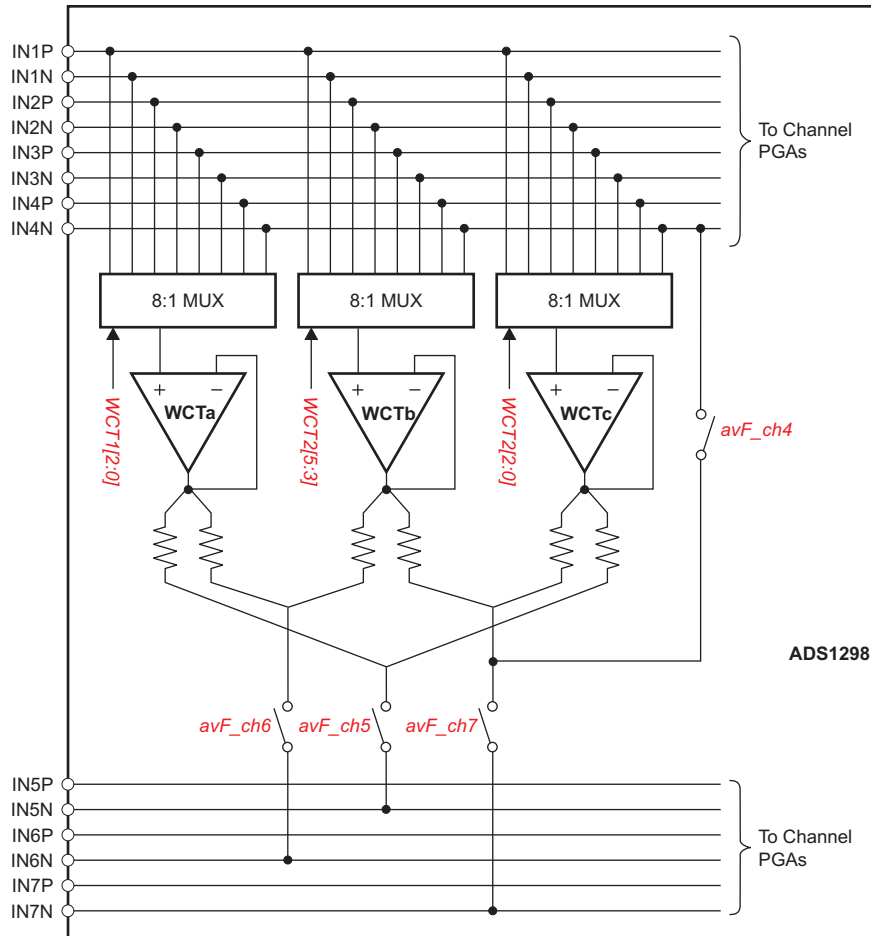 IN1P
IN1N
IN2P
IN2N
IN3P
IN3N
IN4P
IN4N
To Channel
PGAs
8:1 MUX
8:1 MUX
8:1 MUX
+ −
WCTa
+ −
WCTb
+ −
WCTc
WCT1[2:0]
WCT2[5:3]
WCT2[2:0]
avF_ch4
ADS1298
avF_ch6
avF_ch5
avF_ch7
IN5P
IN5N
IN6P
IN6N
IN7P
IN7N
To Channel
PGAs